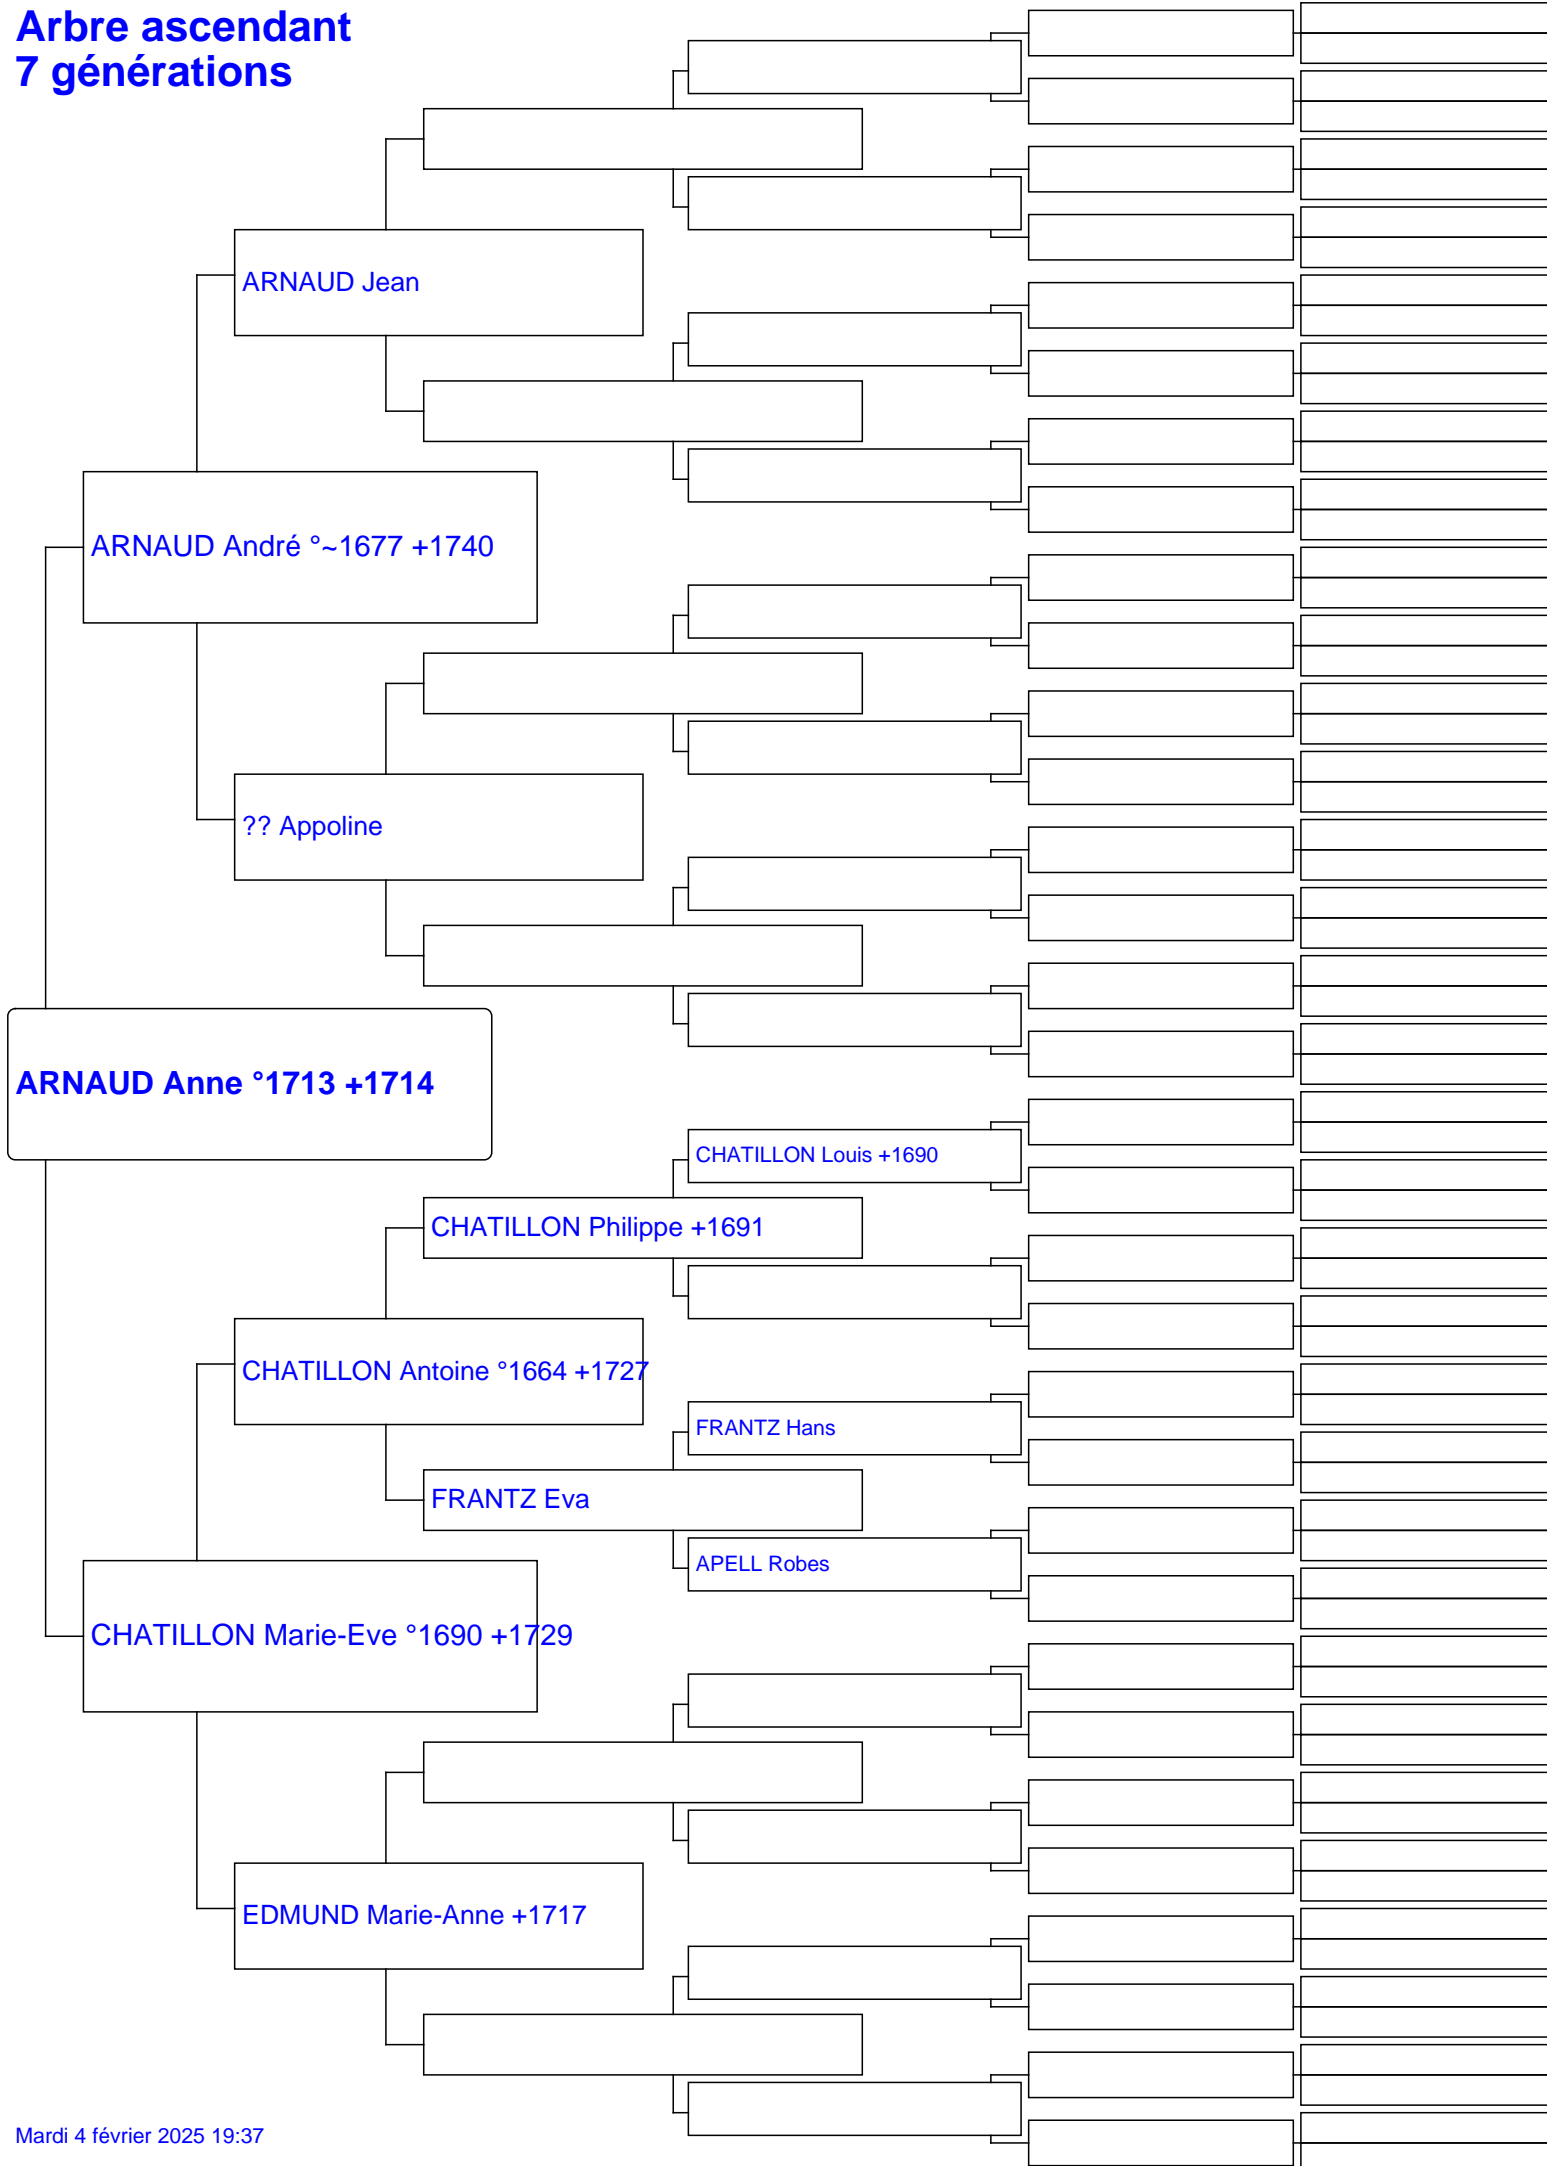 Arbre ascendant
7 générations
ARNAUD Jean
ARNAUD André °~1677 +1740
?? Appoline
ARNAUD Anne °1713 +1714
CHATILLON Louis +1690
CHATILLON Philippe +1691
CHATILLON Antoine °1664 +1727
FRANTZ Hans
FRANTZ Eva
APELL Robes
CHATILLON Marie-Eve °1690 +1729
EDMUND Marie-Anne +1717
Mardi 4 février 2025 19:37